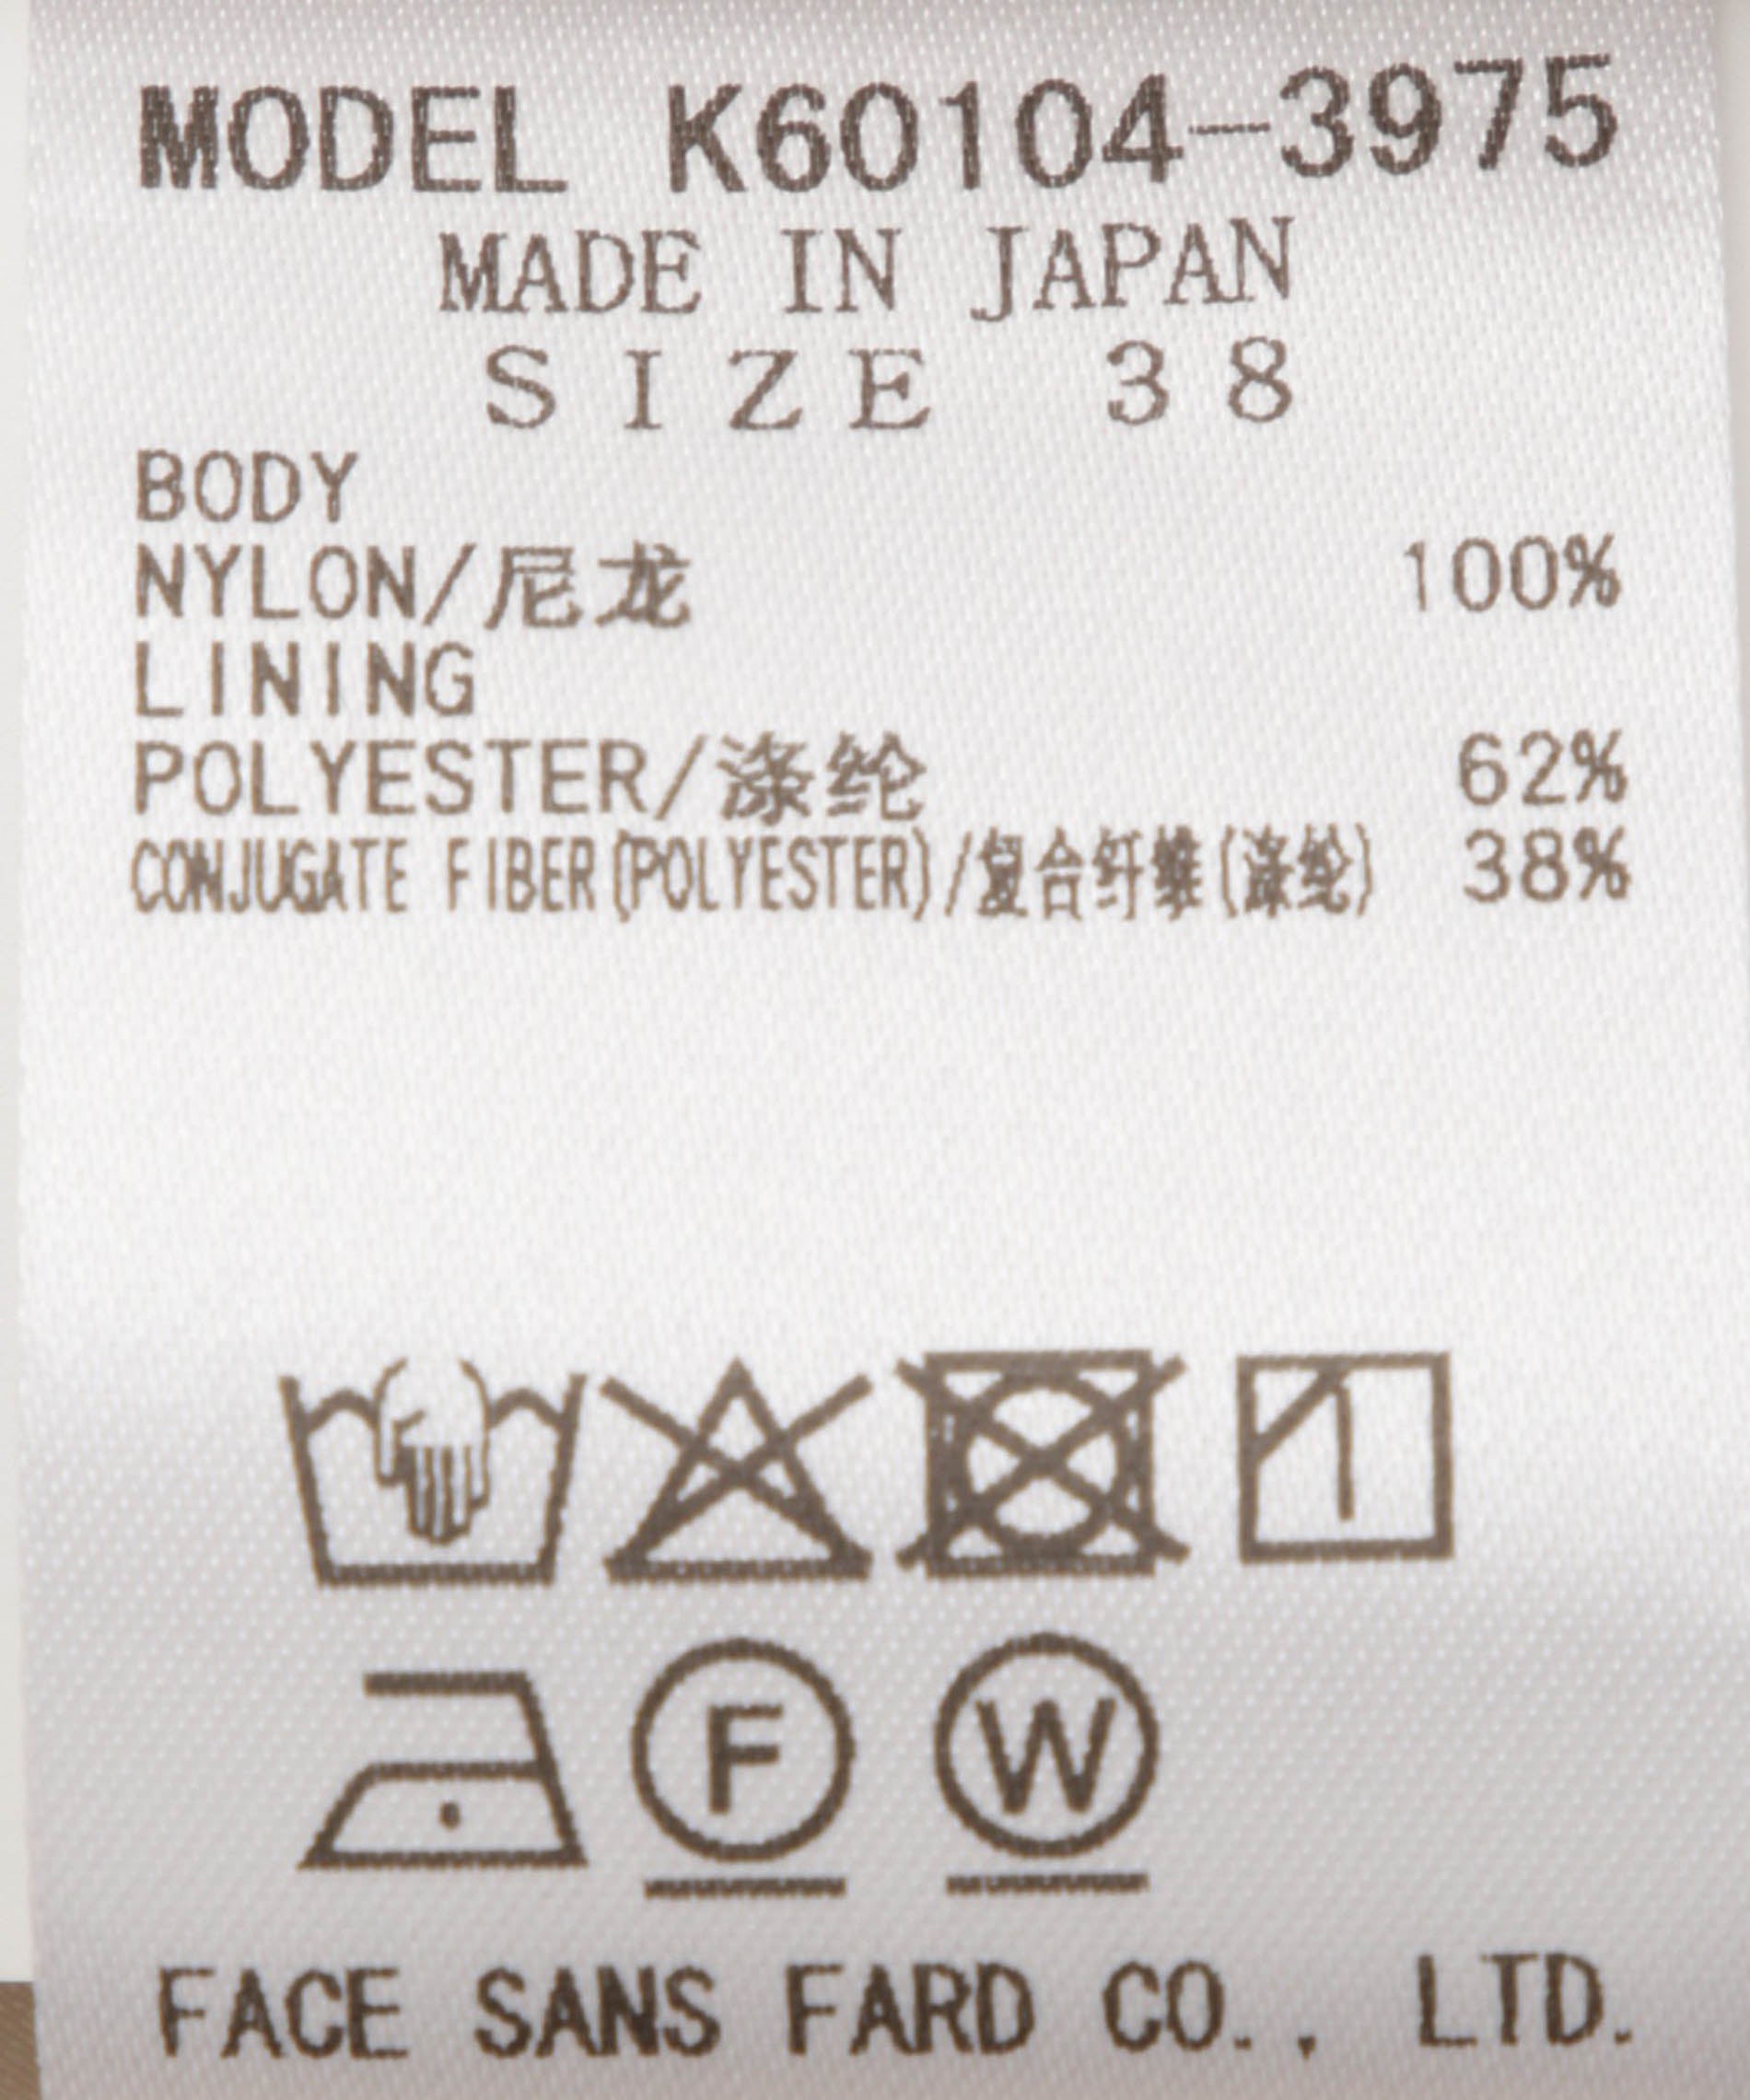 MODEL K60104-3975
MADE IN JAPAN
SIZE 38
BODY
NYLON/尼龙 100%
LINING
POLYESTER/涤纶 62%
CONJUGATE FIBER(POLYESTER)/复合纤维(涤纶) 38%
F W
FACE SANS FARD CO., LTD.